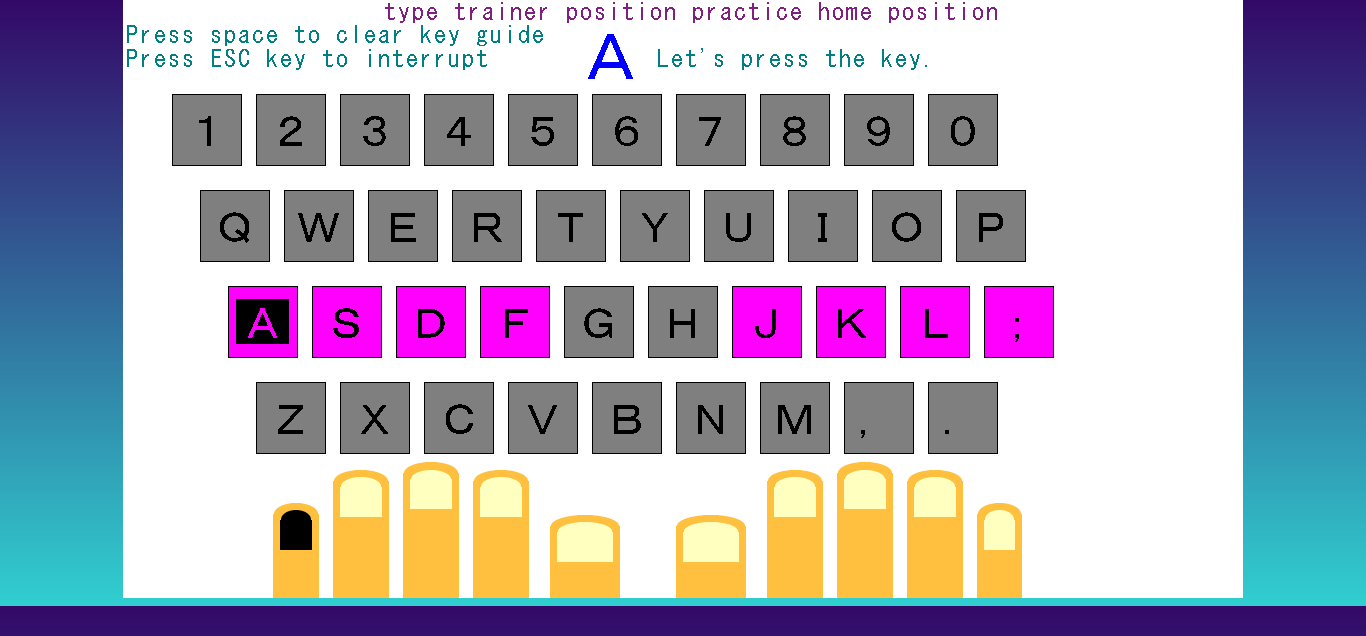 type trainer position practice home position
Press space to clear key guide
Press ESC key to interrupt
A Let's press the key.
1 2 3 4 5 6 7 8 9 0
Q W E R T Y U I O P
A S D F G H J K L ;
Z X C V B N M , .